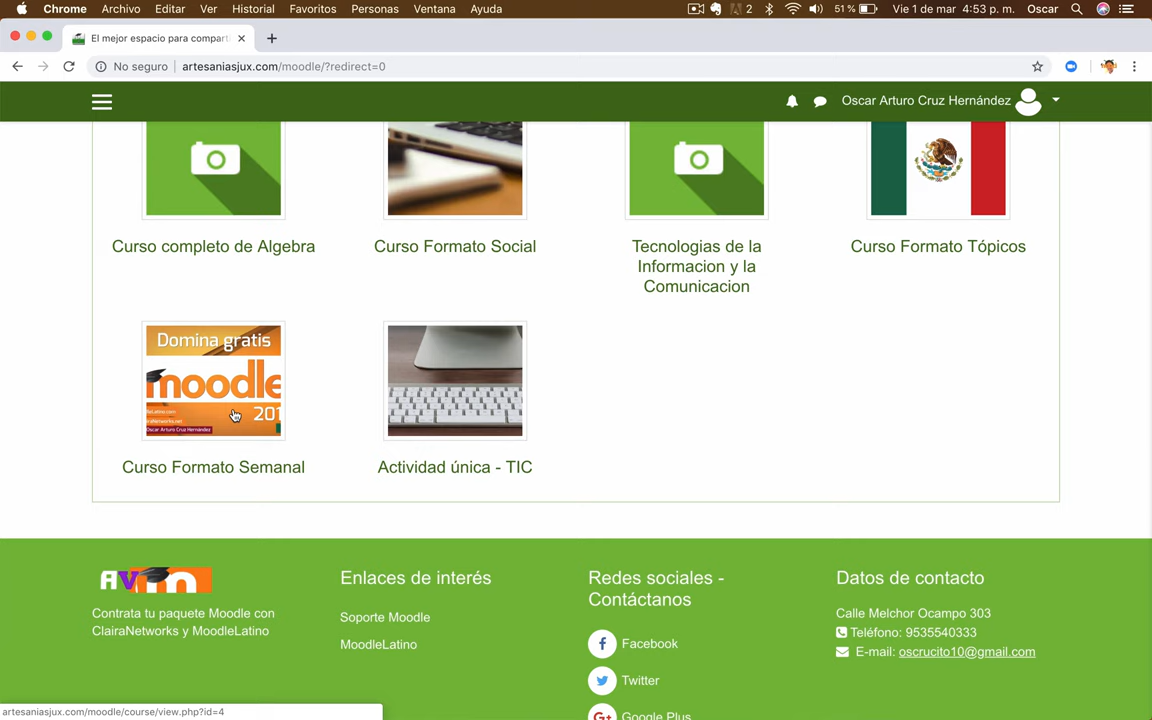 Chrome Archivo Editar Ver Historial Favoritos Personas Ventana Ayuda 2 51 % Vie 1 de mar 4:53 p. m. Oscar
El mejor espacio para compart
No seguro artesaniasjux.com/moodle/?redirect=0
Oscar Arturo Cruz Hernández
Curso completo de Algebra
Curso Formato Social
Tecnologias de la
Informacion y la
Comunicacion
Curso Formato Tópicos
Domina gratis
moodle
201
Oscar Arturo Cruz Hernández
Curso Formato Semanal
Actividad única - TIC
AVin
Contrata tu paquete Moodle con
ClairaNetworks y MoodleLatino
Enlaces de interés
Soporte Moodle
MoodleLatino
Redes sociales -
Contáctanos
Facebook
Twitter
Google Plus
Datos de contacto
Calle Melchor Ocampo 303
Teléfono: 9535540333
E-mail: oscrucito10@gmail.com
artesaniasjux.com/moodle/course/view.php?id=4